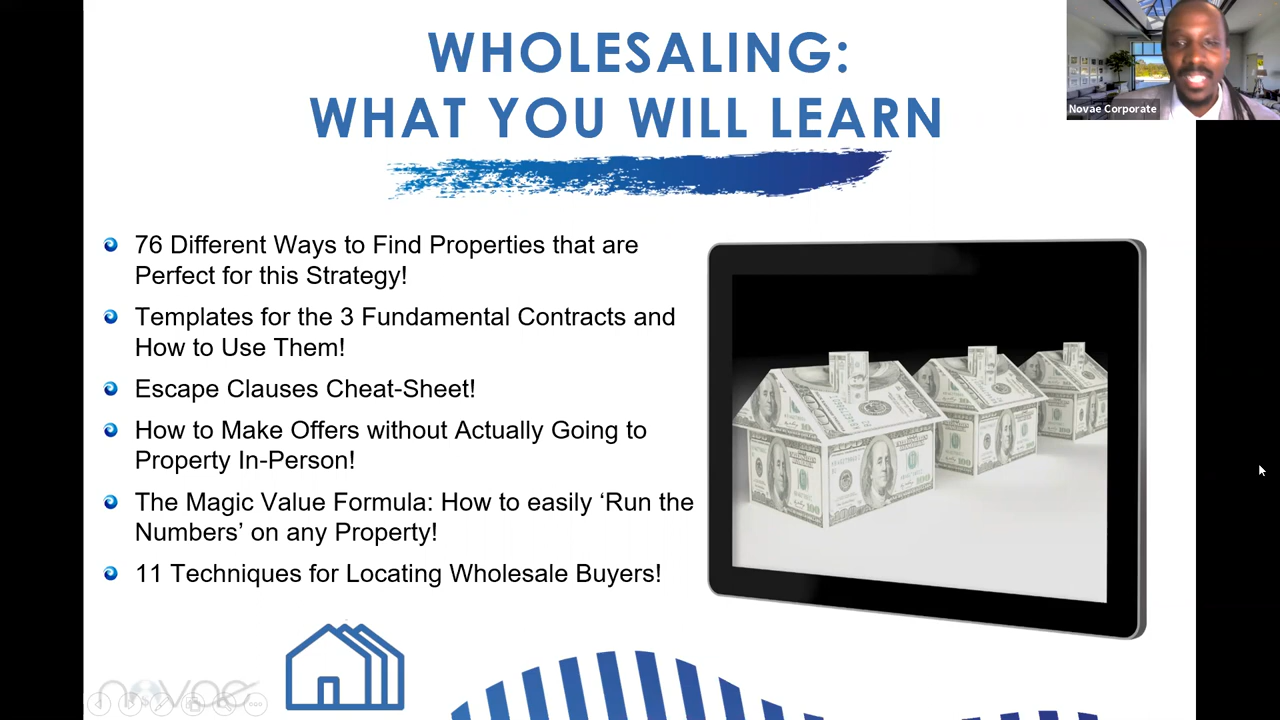 WHOLESALING:
WHAT YOU WILL LEARN
Novae Corporate
76 Different Ways to Find Properties that are
Perfect for this Strategy!
Templates for the 3 Fundamental Contracts and
How to Use Them!
Escape Clauses Cheat-Sheet!
How to Make Offers without Actually Going to
Property In-Person!
The Magic Value Formula: How to easily ‘Run the
Numbers’ on any Property!
11 Techniques for Locating Wholesale Buyers!
novae